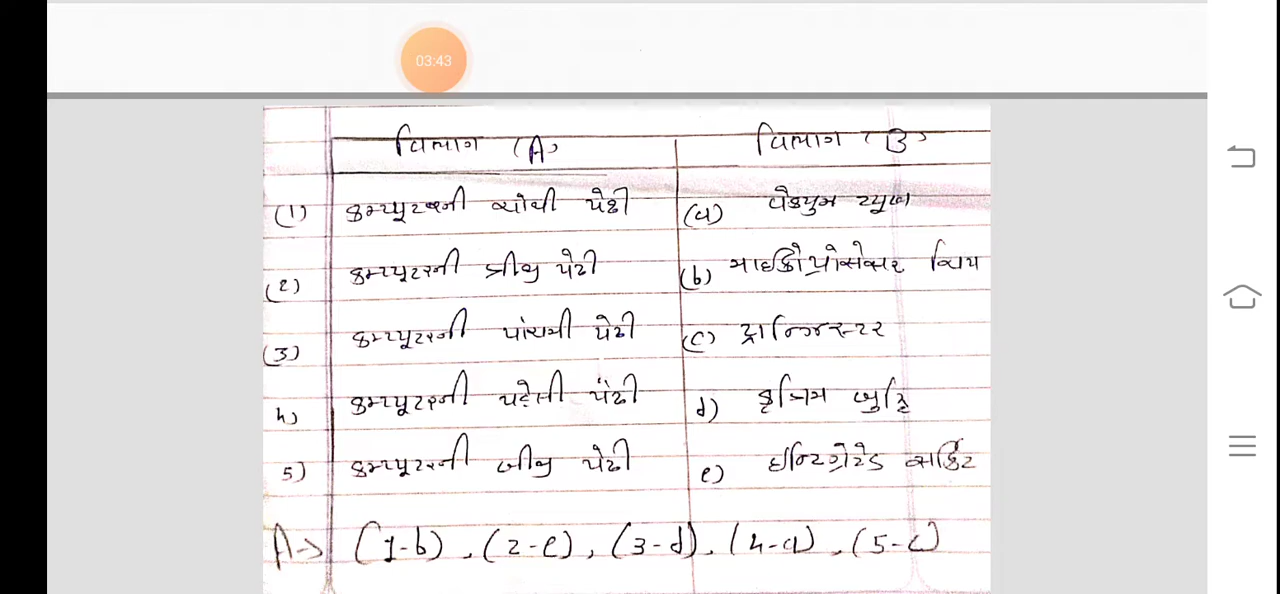 03:43
વિભાગ (A) વિભાગ (B)
(1) કમ્પ્યૂટરની ચોથી પેઢી (a) વેક્યુમ ટ્યૂબ
(2) કમ્પ્યૂટરની ત્રીજી પેઢી (b) માઈક્રોપ્રોસેસર ચિપ
(3) કમ્પ્યૂટરની પાંચમી પેઢી (c) ટ્રાન્ઝિસ્ટર
4) કમ્પ્યૂટરની પહેલી પેઢી d) કૃત્રિમ બુદ્ધિ
5) કમ્પ્યૂટરની બીજી પેઢી e) ઇન્ટિગ્રેટેડ સર્કિટ
A-> (1-b), (2-e), (3-d), (4-a), (5-c)